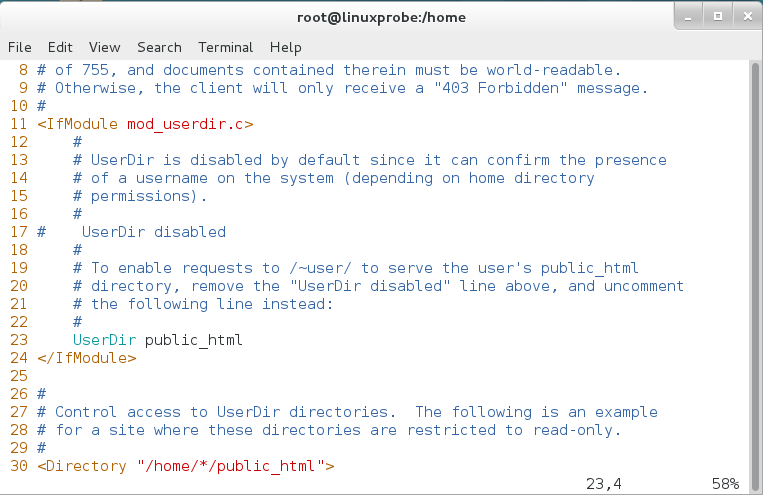 root@linuxprobe:/home
File Edit View Search Terminal Help
8 # of 755, and documents contained therein must be world-readable.
9 # Otherwise, the client will only receive a "403 Forbidden" message.
10 #
11 <IfModule mod_userdir.c>
12     #
13     # UserDir is disabled by default since it can confirm the presence
14     # of a username on the system (depending on home directory
15     # permissions).
16     #
17 #    UserDir disabled
18     #
19     # To enable requests to /~user/ to serve the user's public_html
20     # directory, remove the "UserDir disabled" line above, and uncomment
21     # the following line instead:
22     #
23     UserDir public_html
24 </IfModule>
25
26 #
27 # Control access to UserDir directories.  The following is an example
28 # for a site where these directories are restricted to read-only.
29 #
30 <Directory "/home/*/public_html">
23,4 58%